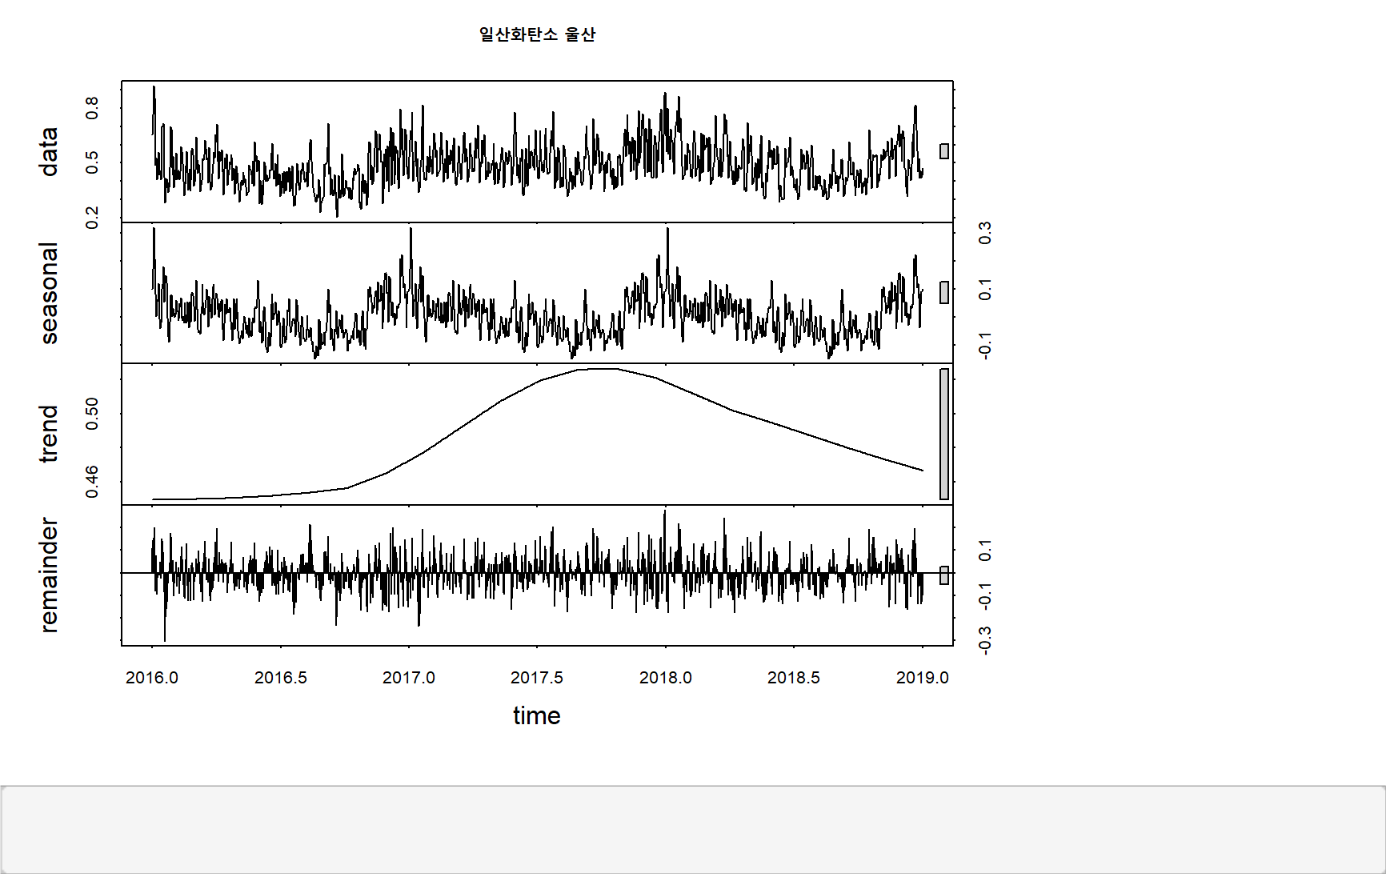 일산화탄소 울산
data
0.2 0.5 0.8
seasonal
-0.1 0.1 0.3
trend
0.46 0.50
remainder
-0.3 -0.1 0.1
2016.0 2016.5 2017.0 2017.5 2018.0 2018.5 2019.0
time